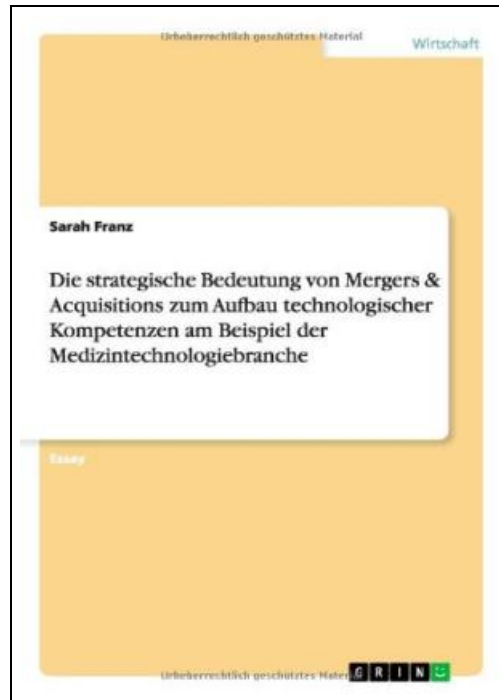 Urheberrechtlich geschütztes Material
Wirtschaft
Sarah Franz
Die strategische Bedeutung von Mergers &
Acquisitions zum Aufbau technologischer
Kompetenzen am Beispiel der
Medizintechnologiebranche
Essay
Urheberrechtlich geschütztes Mater
GRIN